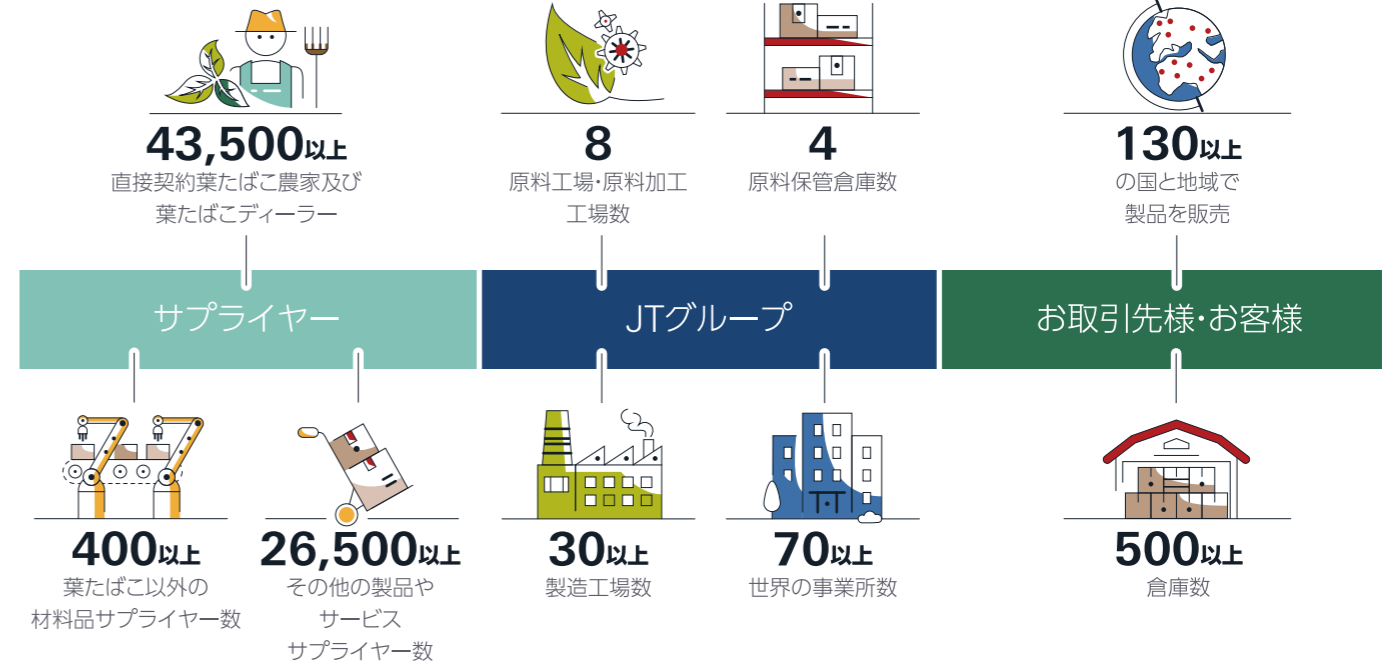 43,500以上
直接契約葉たばこ農家及び
葉たばこディーラー
8
原料工場・原料加工
工場数
4
原料保管倉庫数
130以上
の国と地域で
製品を販売
サプライヤー
JTグループ
お取引先様・お客様
400以上
葉たばこ以外の
材料品サプライヤー数
26,500以上
その他の製品や
サービス
サプライヤー数
30以上
製造工場数
70以上
世界の事業所数
500以上
倉庫数